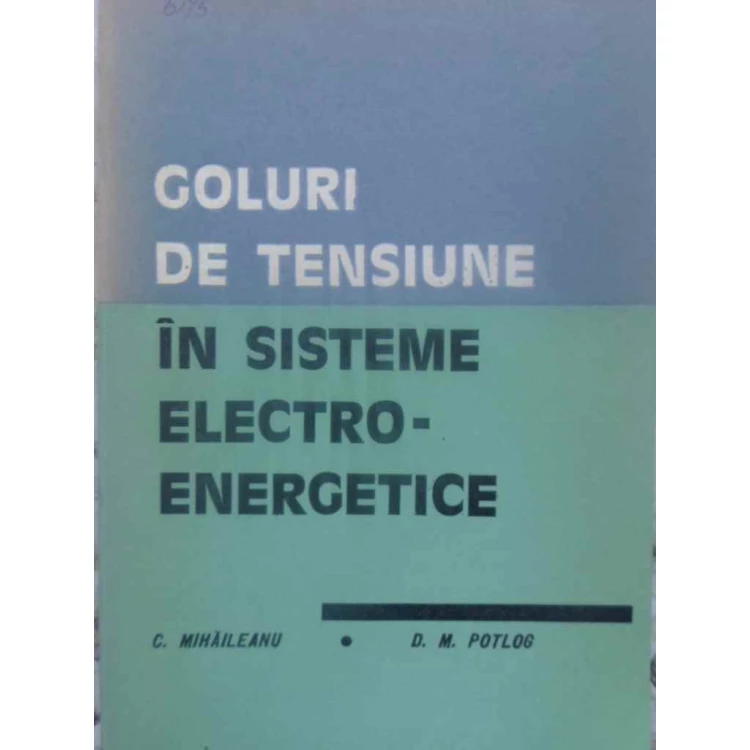 GOLURI
DE TENSIUNE
ÎN SISTEME
ELECTRO-
ENERGETICE
C. MIHĂILEANU • D. M. POTLOG